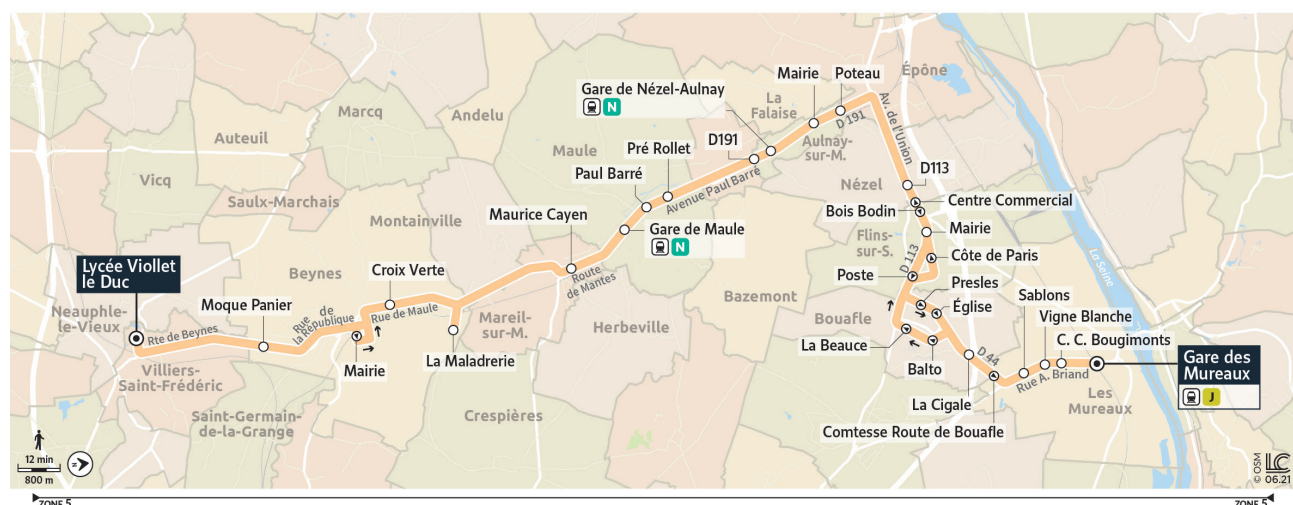 Épône
Mairie
Poteau
Gare de Nézel-Aulnay
N
La
Falaise
Marcq
Andelu
D 191
Av. de l'Union
Auteuil
Aulnay-
sur-M.
D191
Maule
Pré Rollet
Vicq
Paul Barré
Avenue Paul Barré
Nézel
D113
Saulx-Marchais
Centre Commercial
Montainville
Maurice Cayen
Bois Bodin
Gare de Maule
N
Mairie
Flins-
sur-S.
Côte de Paris
La Seine
D 113
Lycée Viollet
le Duc
Beynes
Croix Verte
Route
de Mantes
Poste
Presles
Bazemont
Église
Sablons
Neauphle-
le-Vieux
Moque Panier
Rue de
la République
Rue de Maule
Mareil-
sur-M.
Herbeville
Bouafle
Vigne Blanche
Rte de Beynes
La Beauce
C. C. Bougimonts
La Maladrerie
D 44
Gare des
Mureaux
J
Villiers-
Saint-Frédéric
Mairie
Balto
Rue A. Briand
Les
Mureaux
Saint-Germain-
de-la-Grange
Crespières
La Cigale
Comtesse Route de Bouafle
12 min
800 m
N
© OSM
LC
06.21
ZONE 5
ZONE 5